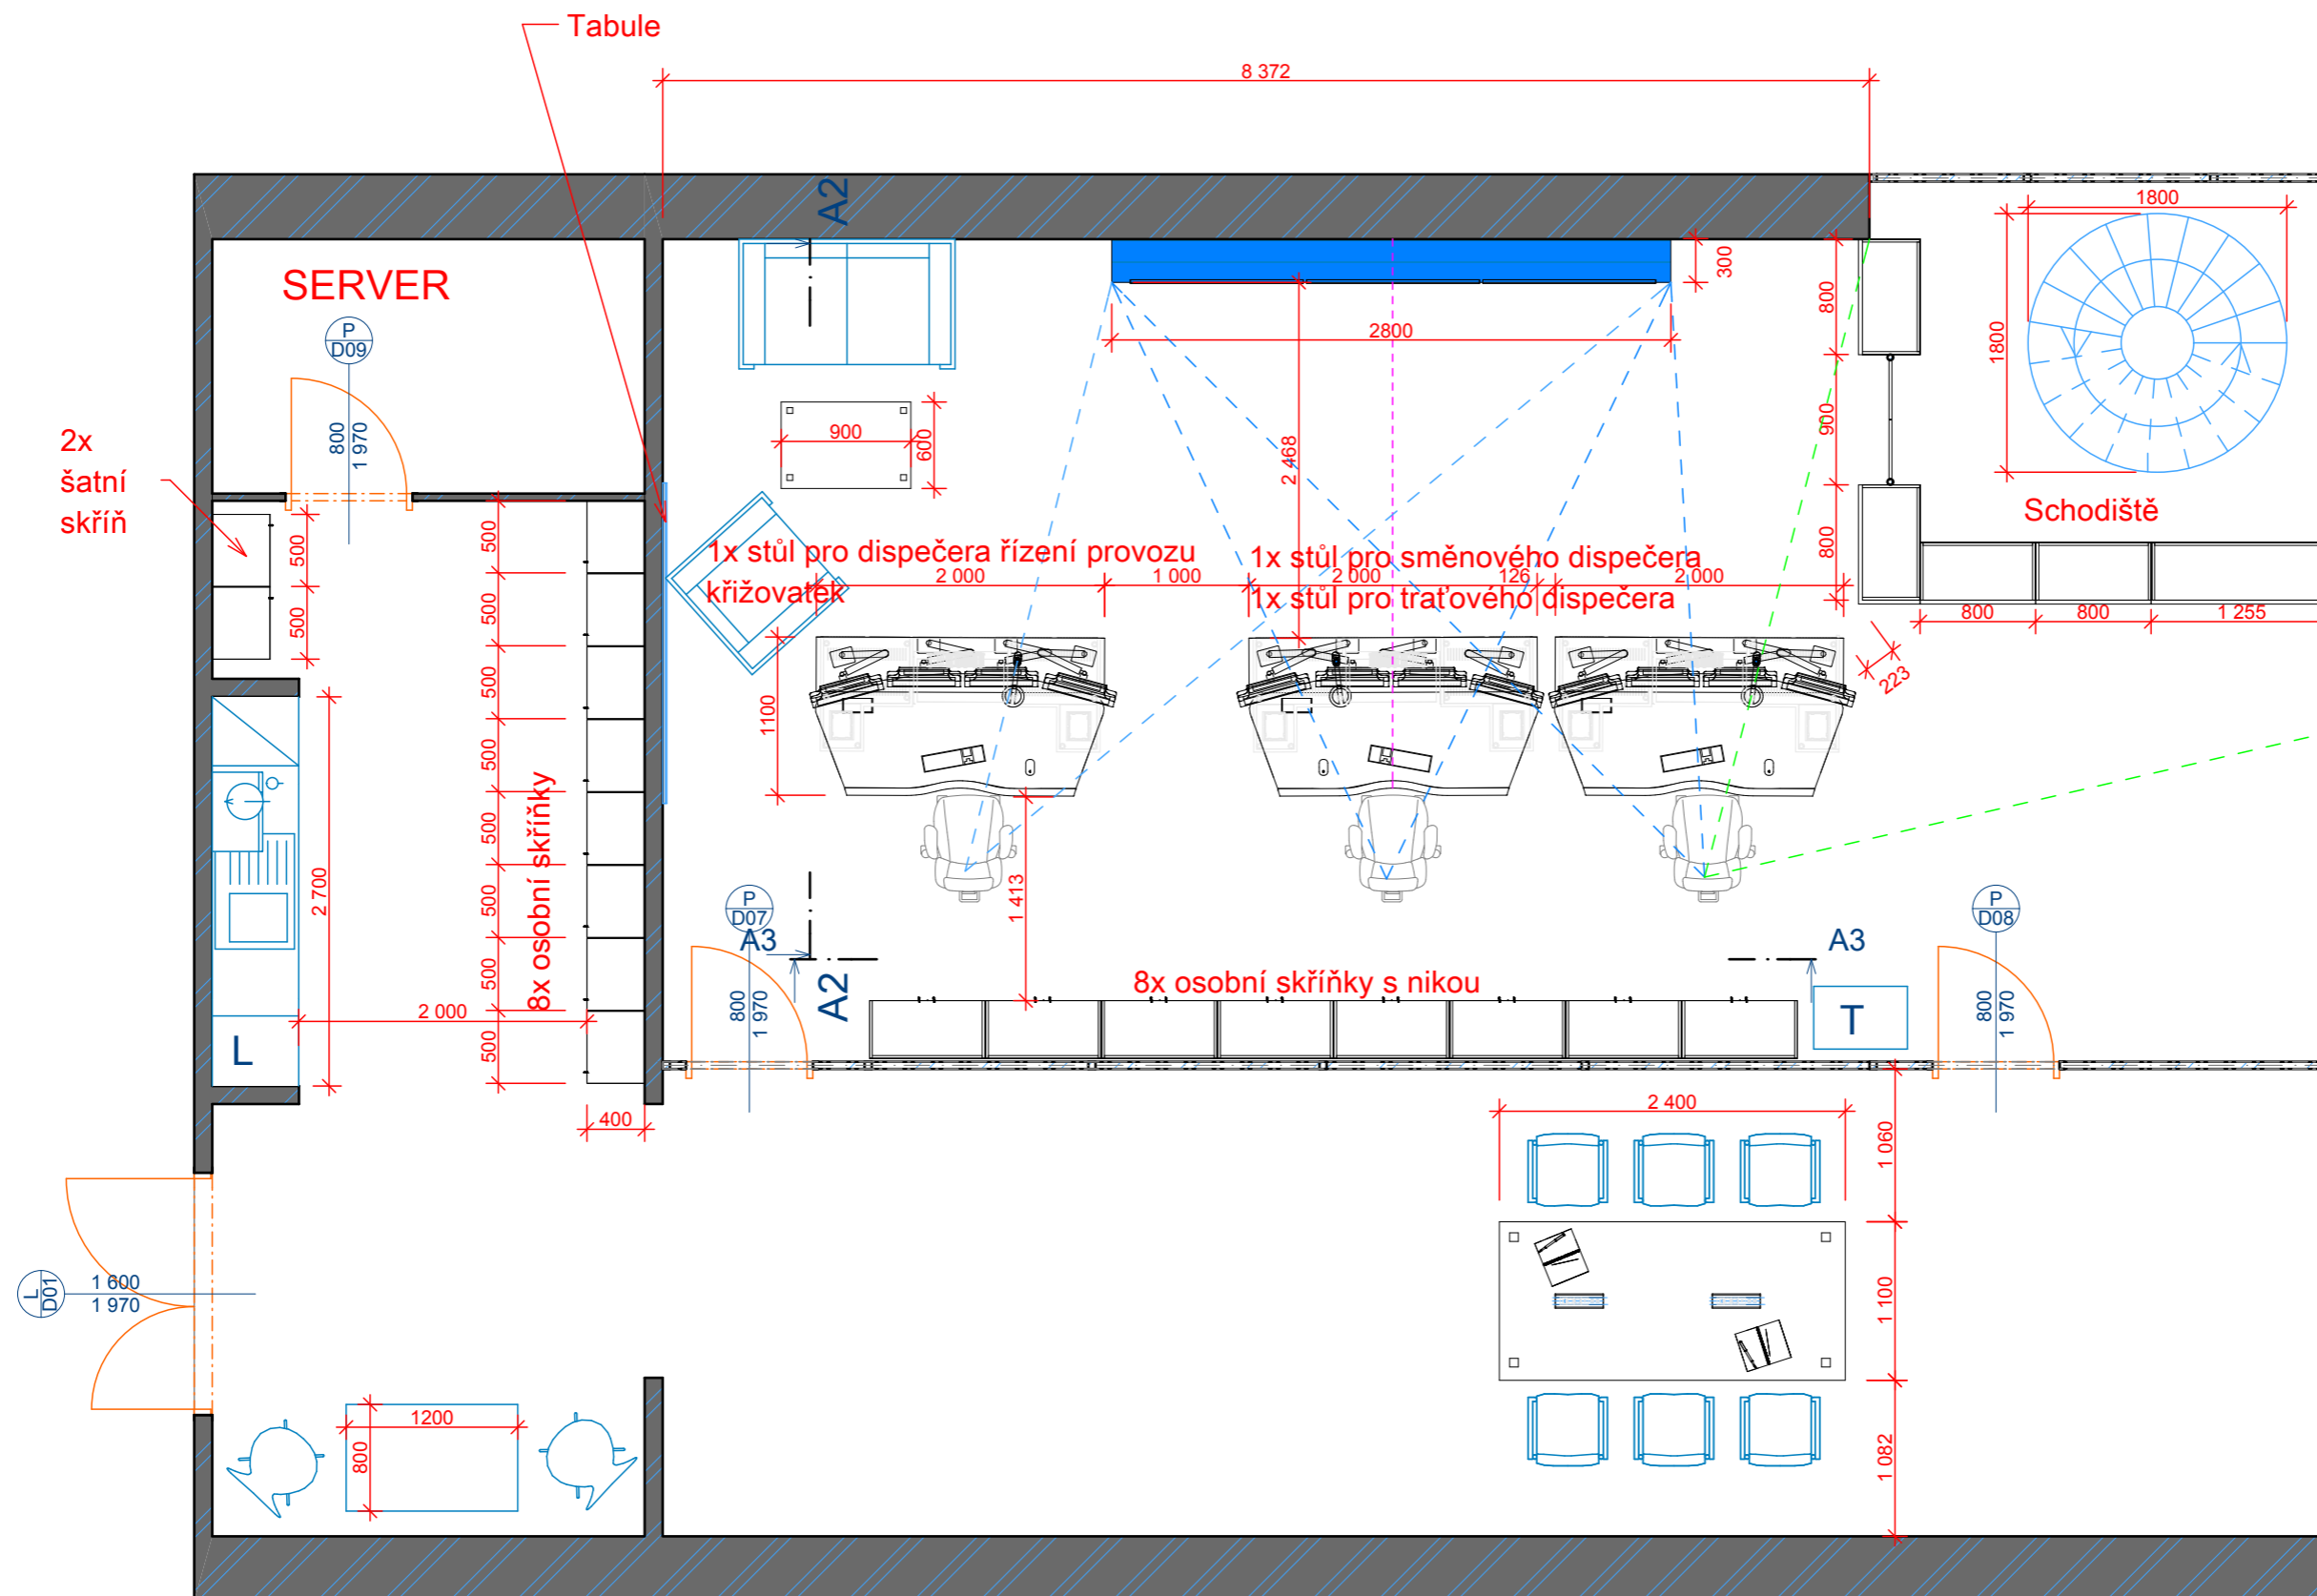 Tabule
8 372
A2
1800
SERVER
300
800
P
D09
2800
1800
800
1 970
900
600
900
2 468
2x
šatní
skříň
Schodiště
500
500
800
1x stůl pro dispečera řízení provozu
křižovatek
1x stůl pro směnového dispečera
1x stůl pro traťového dispečera
2 000
1 000
2 000
126
2 000
500
500
800
800
1 255
500
223
1100
500
8x osobní skříňky
500
2 700
500
1 413
P
D07
A3
P
D08
A3
500
8x osobní skříňky s nikou
A2
800
1 970
800
1 970
2 000
T
L
500
400
2 400
1 060
L
D01
1 600
1 970
1 100
1200
800
1 082